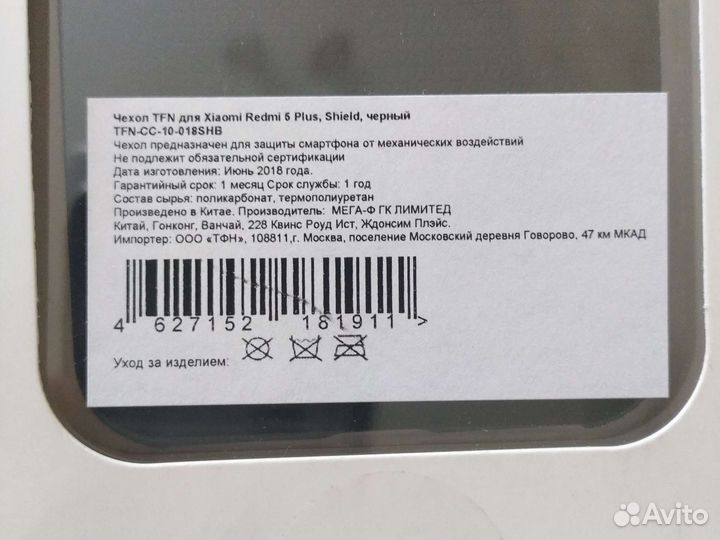 Чехол TFN для Xiaomi Redmi 5 Plus, Shield, черный
TFN-CC-10-018SHB
Чехол предназначен для защиты смартфона от механических воздействий
Не подлежит обязательной сертификации
Дата изготовления: Июнь 2018 года.
Гарантийный срок: 1 месяц Срок службы: 1 год
Состав сырья: поликарбонат, термополиуретан
Произведено в Китае. Производитель: МЕГА-Ф ГК ЛИМИТЕД
Китай, Гонконг, Ванчай, 228 Квинс Роуд Ист, Ждонсим Плэйс.
Импортер: ООО «ТФН», 108811,г. Москва, поселение Московский деревня Говорово, 47 км МКАД
4 627152 181911 >
Уход за изделием:
Avito